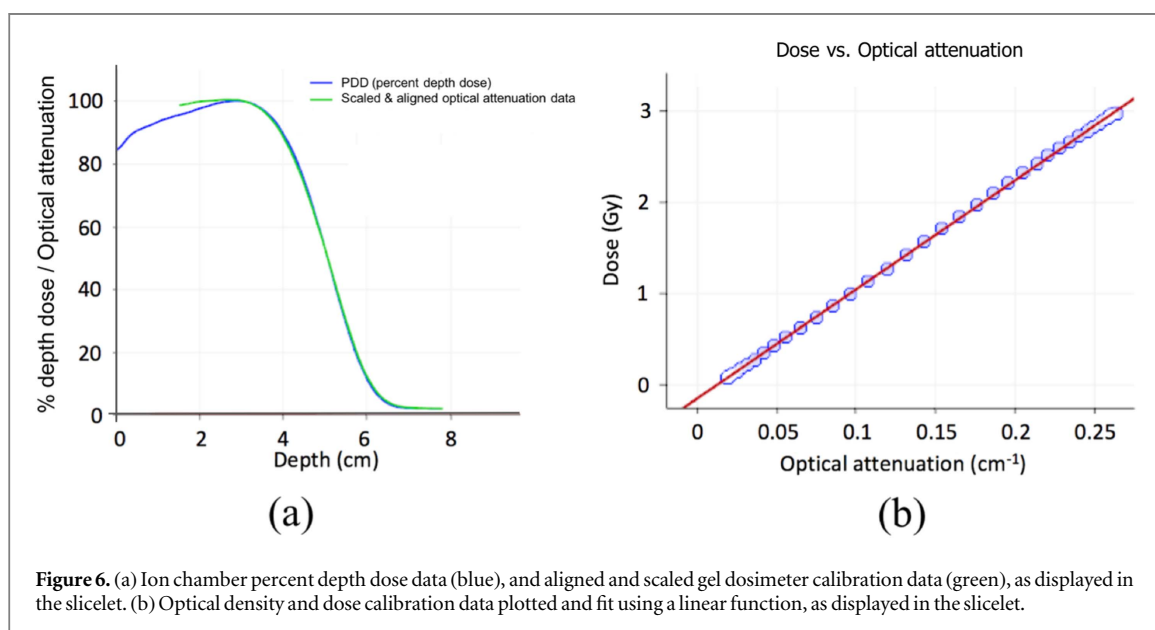 PDD (percent depth dose)
Scaled & aligned optical attenuation data
% depth dose / Optical attenuation
100
80
60
40
20
0
0 2 4 6 8
Depth (cm)
(a)
Dose vs. Optical attenuation
Dose (Gy)
3
2
1
0
0 0.05 0.1 0.15 0.2 0.25
Optical attenuation (cm⁻¹)
(b)
Figure 6. (a) Ion chamber percent depth dose data (blue), and aligned and scaled gel dosimeter calibration data (green), as displayed in
the slicelet. (b) Optical density and dose calibration data plotted and fit using a linear function, as displayed in the slicelet.